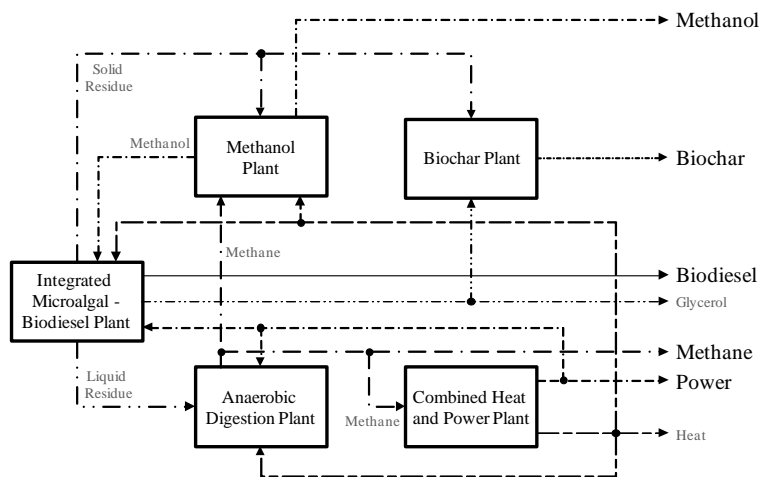 Methanol
Solid
Residue
Methanol
Methanol
Plant
Biochar Plant
Biochar
Methane
Integrated
Microalgal -
Biodiesel Plant
Biodiesel
Glycerol
Methane
Power
Liquid
Residue
Anaerobic
Digestion Plant
Methane
Combined Heat
and Power Plant
Heat